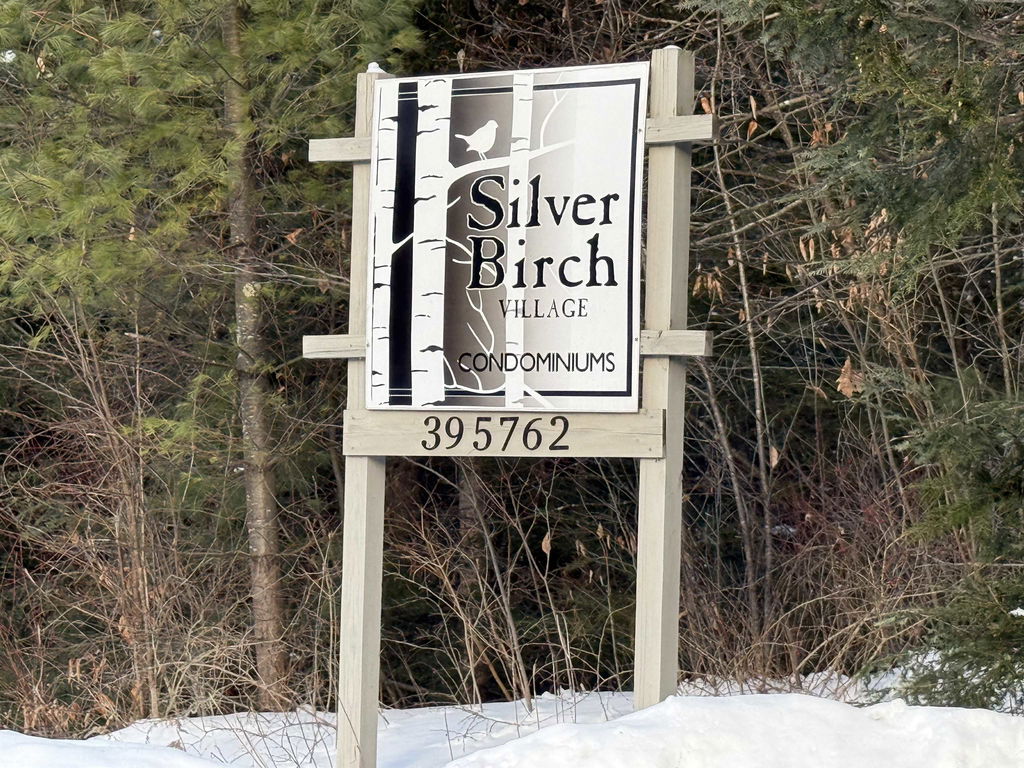 Silver
Birch
VILLAGE
CONDOMINIUMS
395762